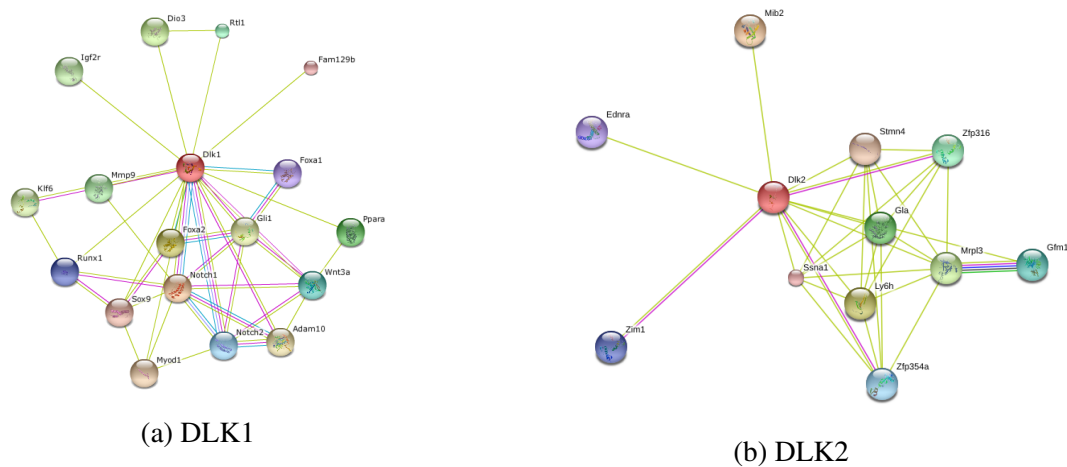 Dio3
Rtl1
Igf2r
Fam129b
Dlk1
Foxa1
Mmp9
Klf6
Gli1
Ppara
Foxa2
Runx1
Notch1
Wnt3a
Sox9
Notch2
Adam10
Myod1
(a) DLK1
Mib2
Ednra
Stmn4
Zfp316
Dlk2
Gla
Mrpl3
Gfm1
Ssna1
Ly6h
Zim1
Zfp354a
(b) DLK2